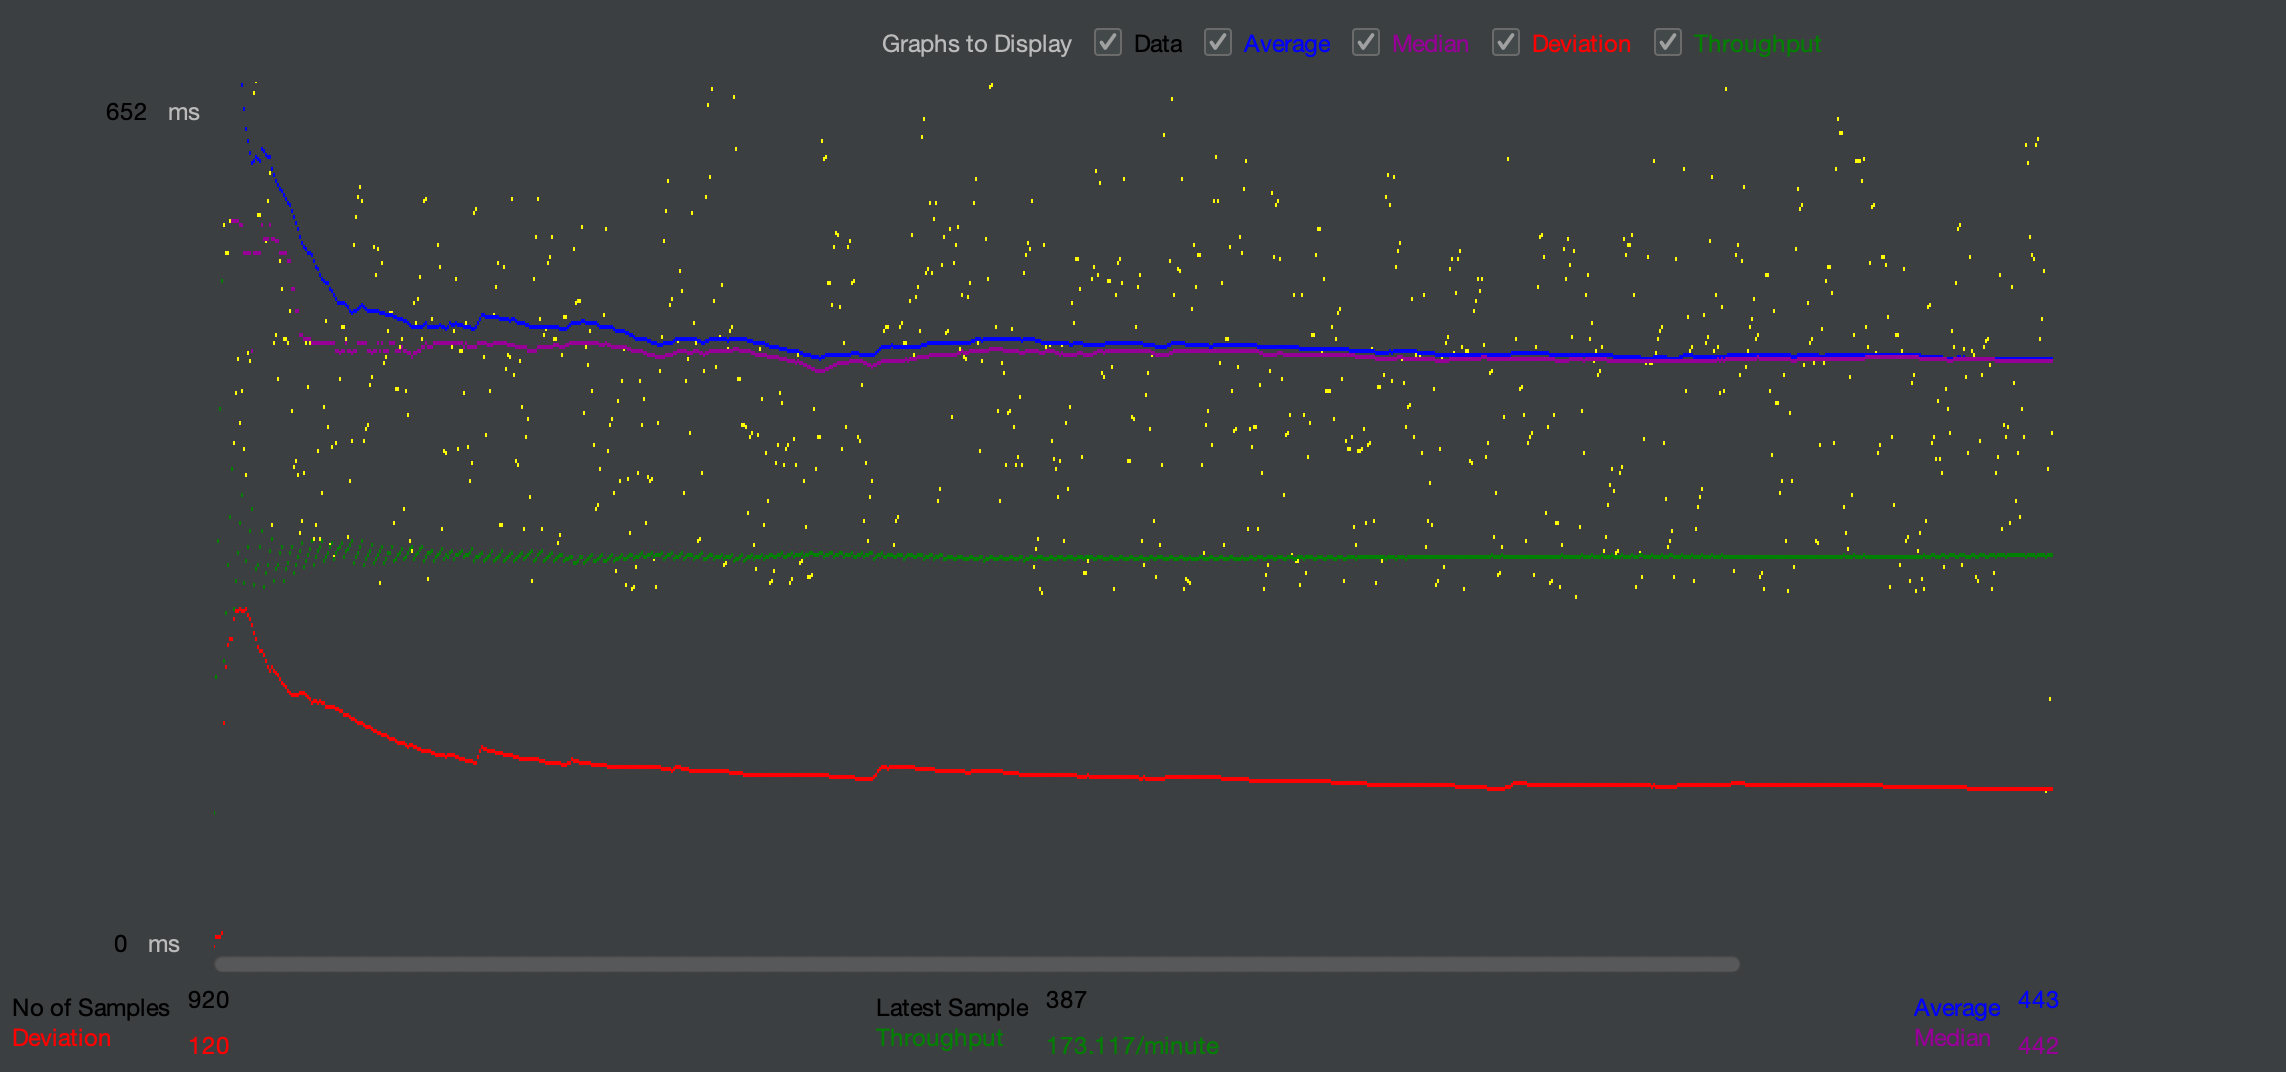 Graphs to Display Data Average Median Deviation Throughput
652 ms
0 ms
No of Samples 920 Latest Sample 387 Average 443
Deviation 120 Throughput 173.117/minute Median 442